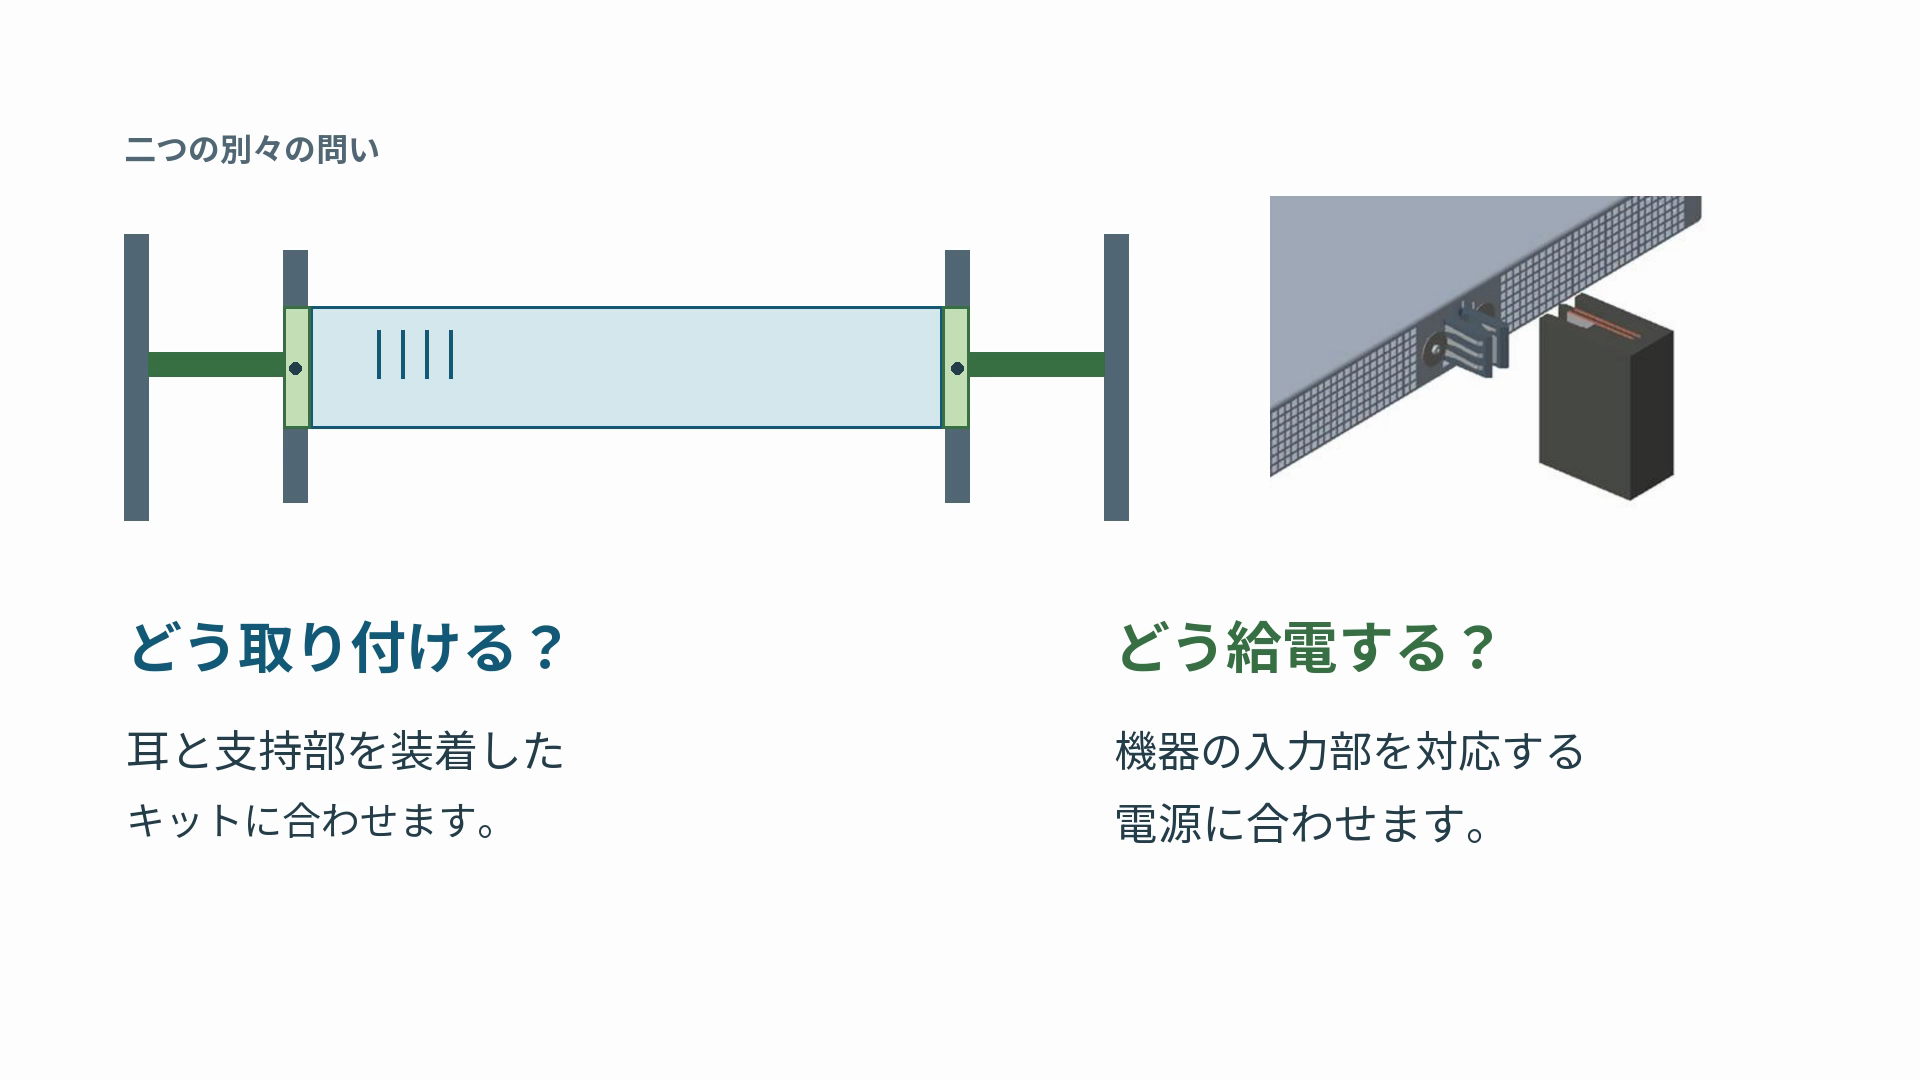 二つの別々の問い
どう取り付ける？
耳と支持部を装着した
キットに合わせます。
どう給電する？
機器の入力部を対応する
電源に合わせます。